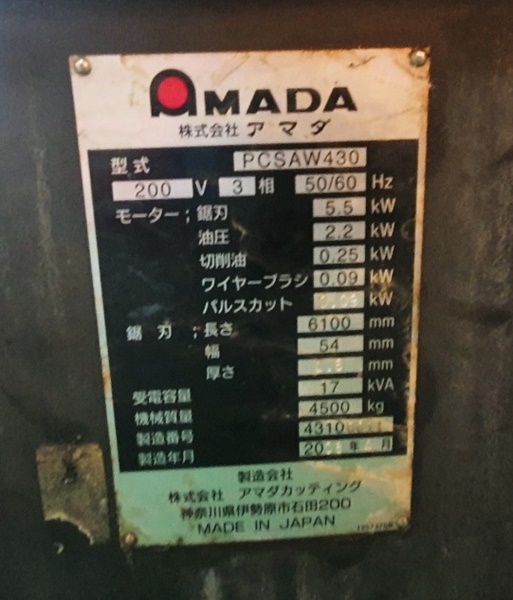 AMADA
株式会社 アマダ
型式 PCSAW430
200 V 3 相 50/60 Hz
モーター ; 鋸刃 5.5 kW
油圧 2.2 kW
切削油 0.25 kW
ワイヤーブラシ 0.09 kW
パルスカット kW
鋸刃 ; 長さ 6100 mm
幅 54 mm
厚さ mm
受電容量 17 kVA
機械質量 4500 kg
製造番号
製造年月 年 月
製造会社
株式会社 アマダカッティング
神奈川県伊勢原市石田200
MADE IN JAPAN